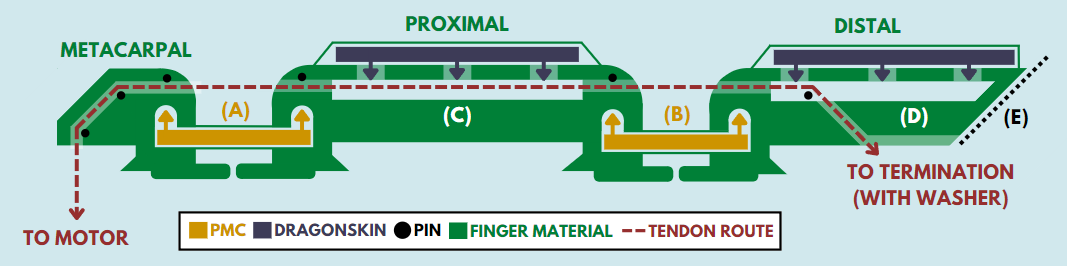 PROXIMAL
DISTAL
METACARPAL
(A)
(B)
(C)
(D)
(E)
TO TERMINATION
(WITH WASHER)
TO MOTOR
PMC DRAGONSKIN PIN FINGER MATERIAL TENDON ROUTE